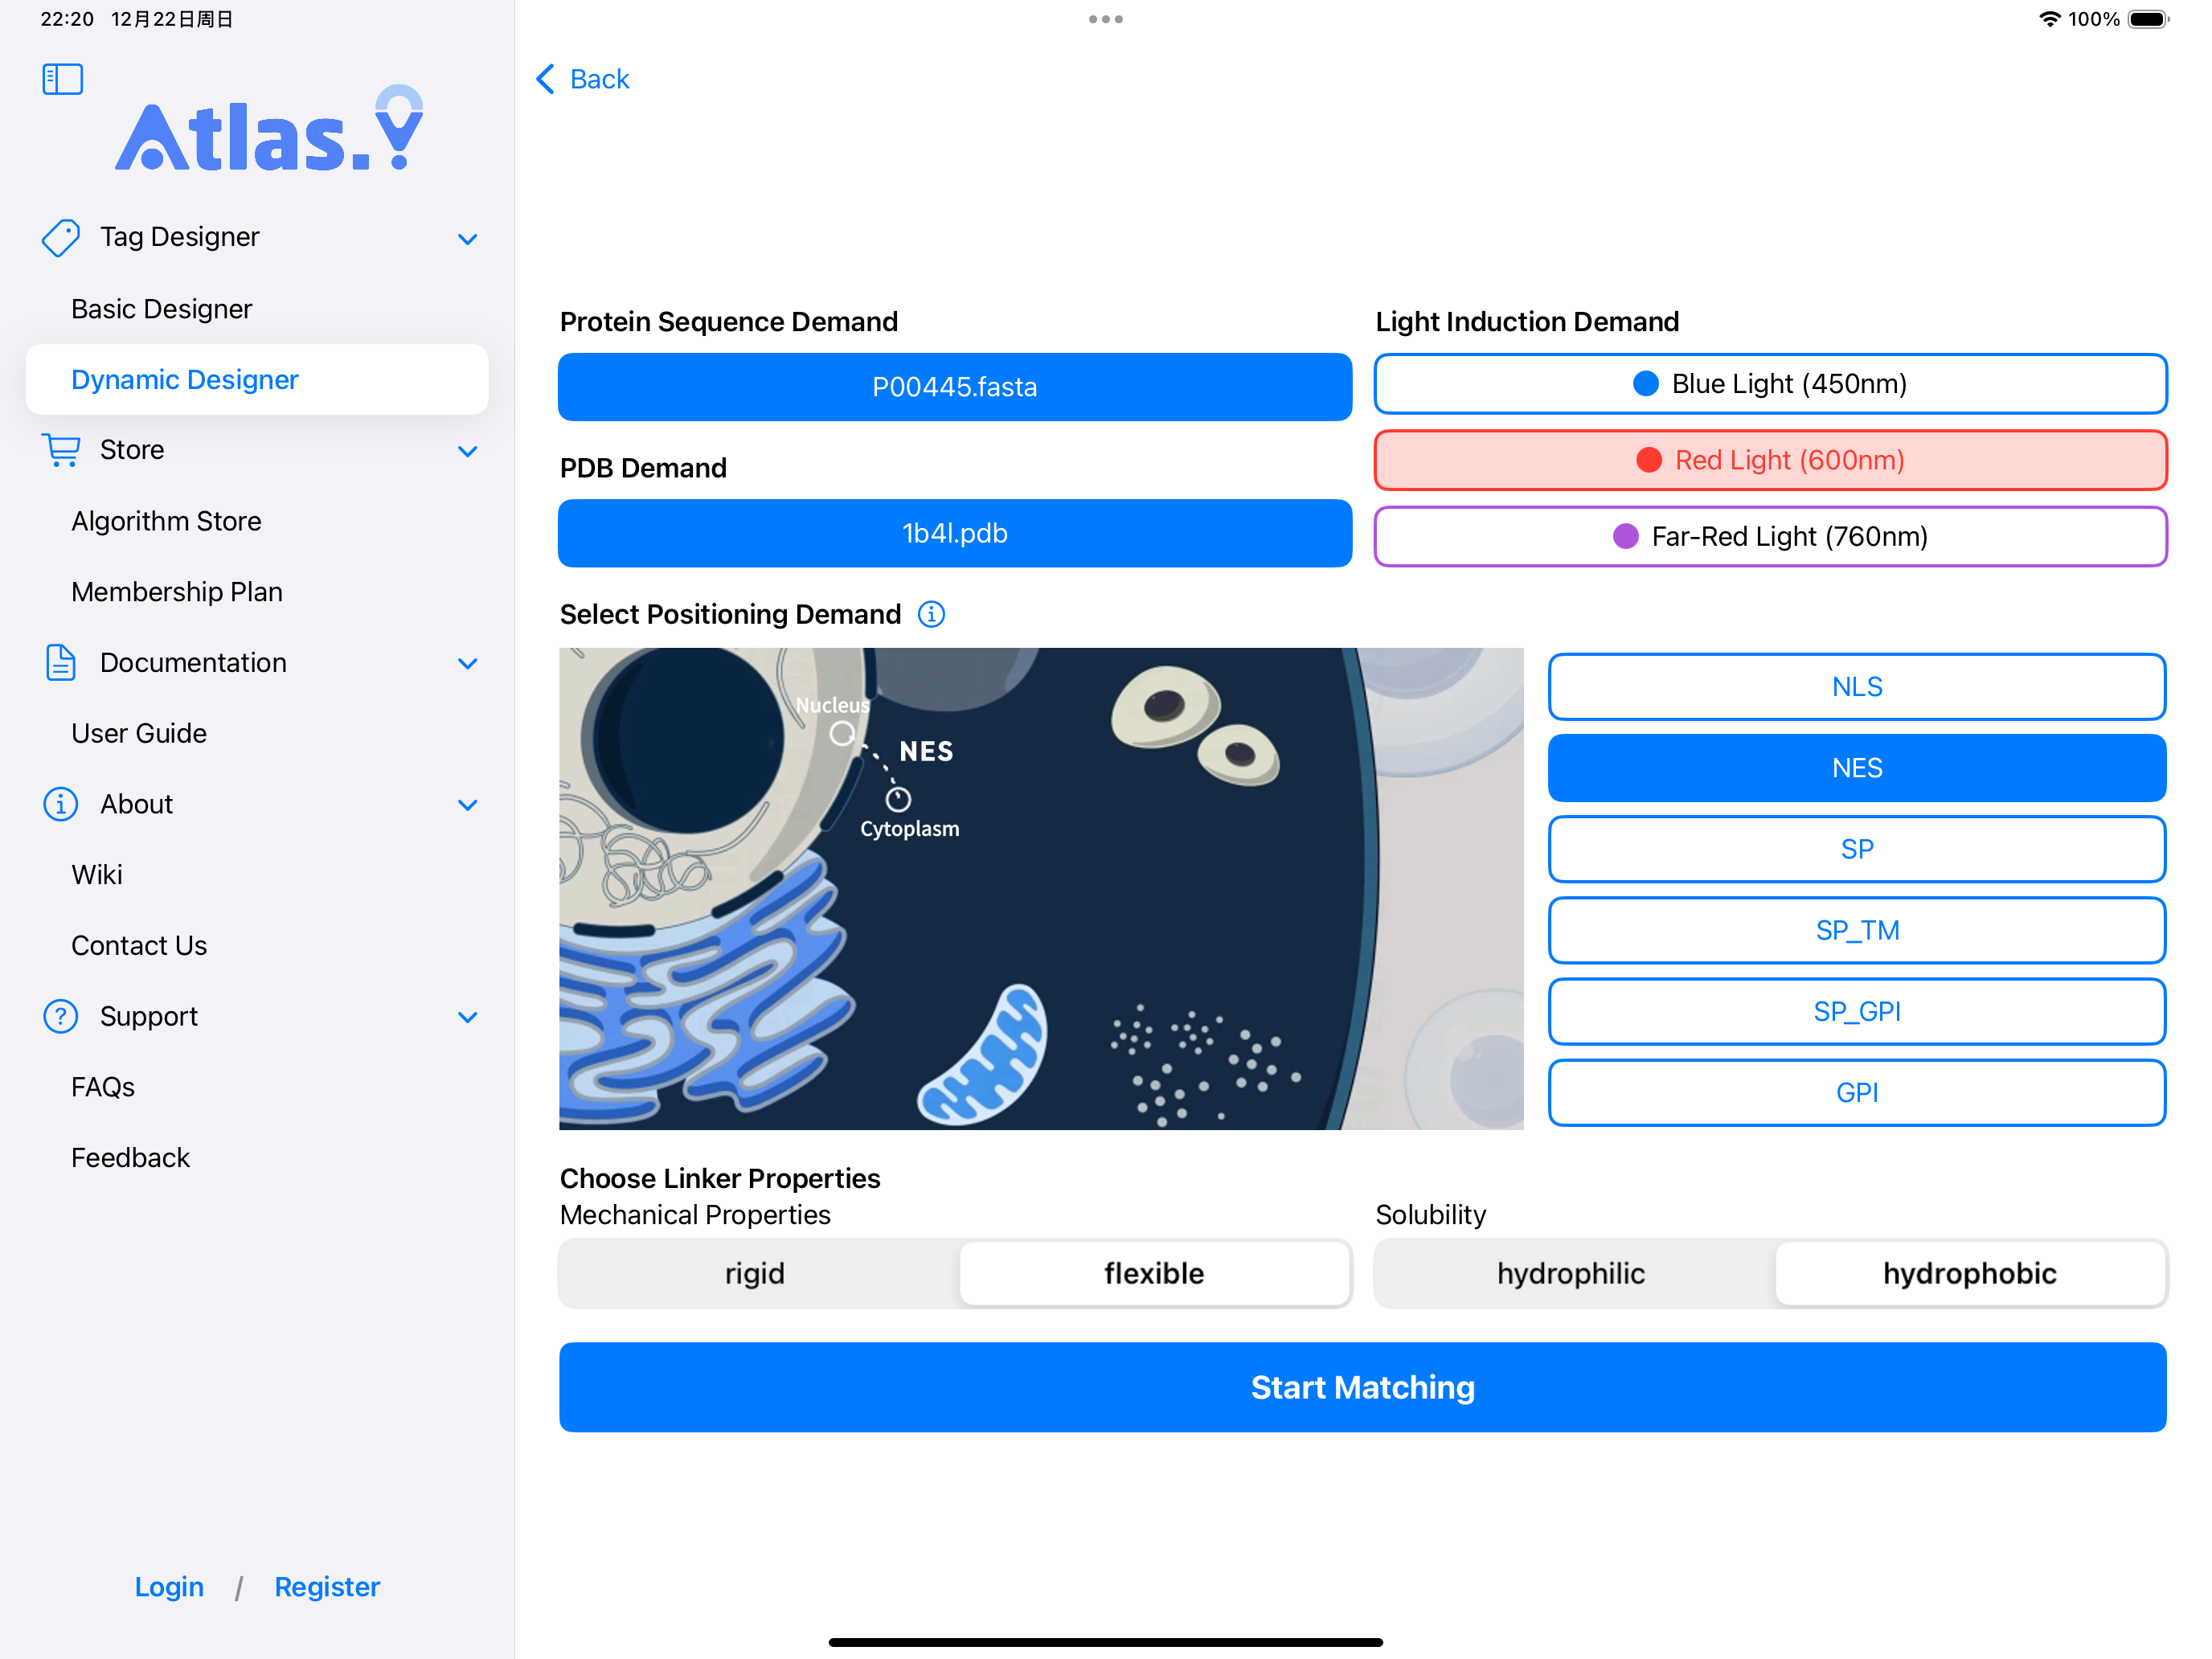 22:20 12月22日周日
100%
Atlas.y
Tag Designer
Basic Designer
Dynamic Designer
Store
Algorithm Store
Membership Plan
Documentation
User Guide
About
Wiki
Contact Us
Support
FAQs
Feedback
Login / Register
Back
Protein Sequence Demand
P00445.fasta
PDB Demand
1b4l.pdb
Light Induction Demand
Blue Light (450nm)
Red Light (600nm)
Far-Red Light (760nm)
Select Positioning Demand
Nucleus
NES
Cytoplasm
NLS
NES
SP
SP_TM
SP_GPI
GPI
Choose Linker Properties
Mechanical Properties
rigid
flexible
Solubility
hydrophilic
hydrophobic
Start Matching